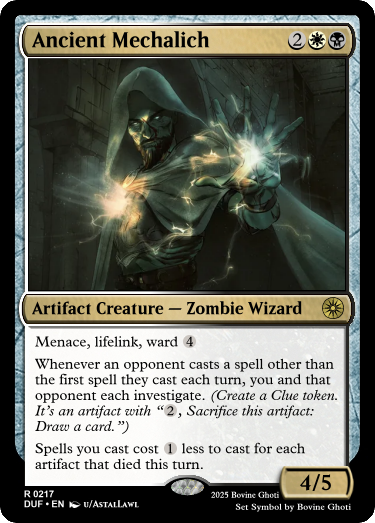 Ancient Mechalich 2
Artifact Creature — Zombie Wizard
Menace, lifelink, ward 4
Whenever an opponent casts a spell other than
the first spell they cast each turn, you and that
opponent each investigate. (Create a Clue token.
It's an artifact with “2, Sacrifice this artifact:
Draw a card.”)
Spells you cast cost 1 less to cast for each
artifact that died this turn.
4/5
R 0217
DUF • EN u/AstalLawl
2025 Bovine Ghoti
Set Symbol by Bovine Ghoti